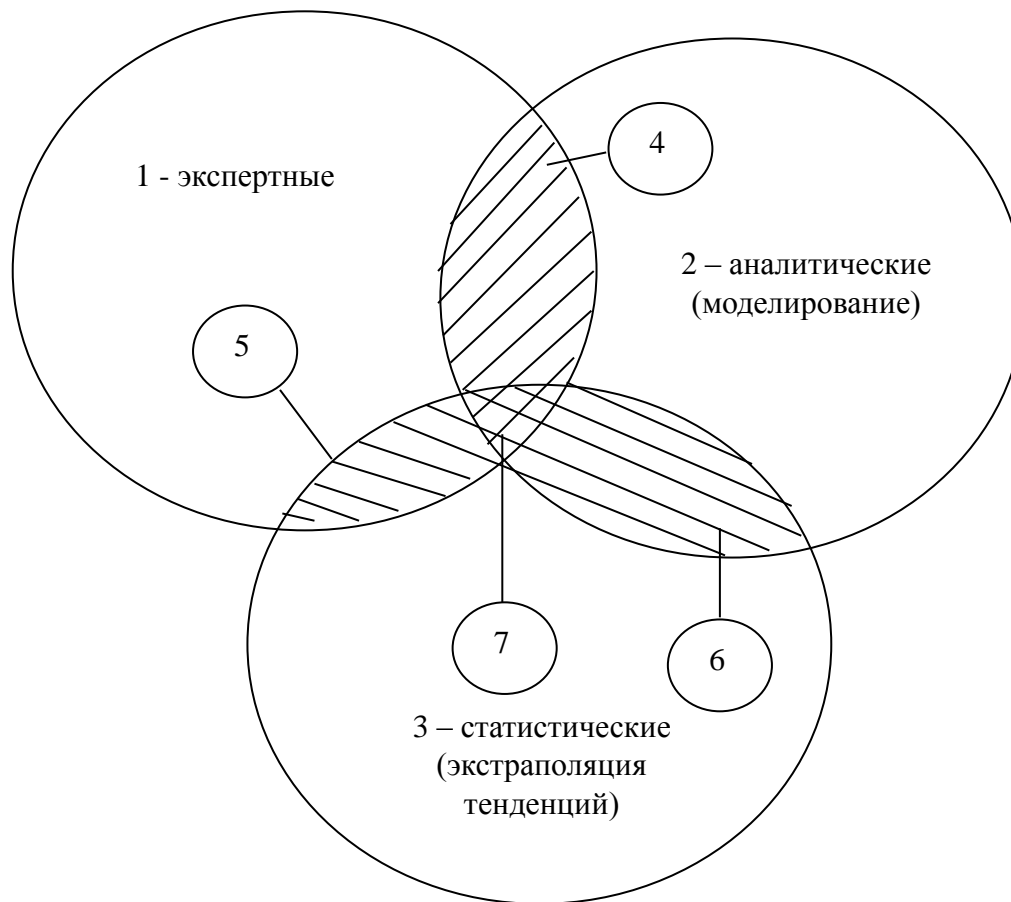 4
1 - экспертные
2 – аналитические
(моделирование)
5
7
6
3 – статистические
(экстраполяция
тенденций)